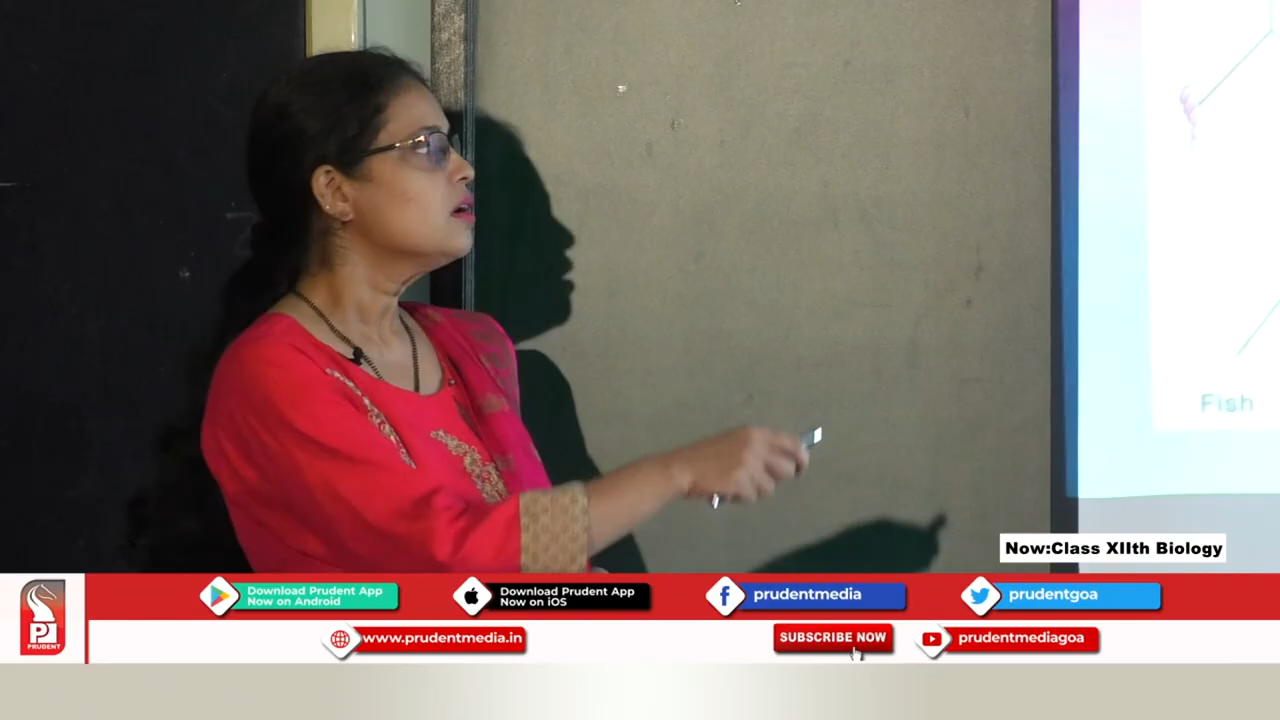 Fish
Now:Class XIIth Biology
Download Prudent App
Now on Android
Download Prudent App
Now on iOS
prudentmedia
prudentgoa
PRUDENT
www.prudentmedia.in
SUBSCRIBE NOW
prudentmediagoa